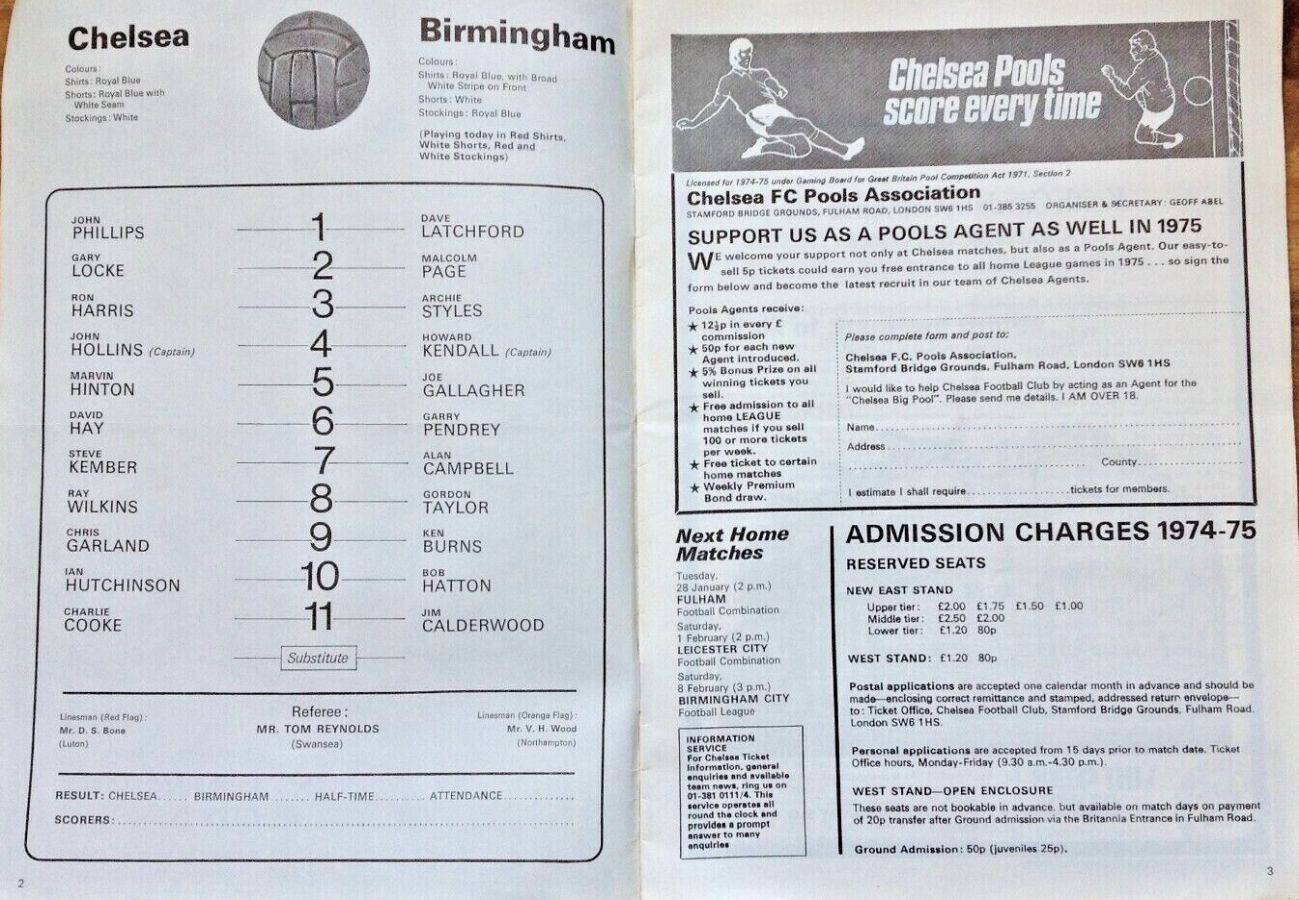 Chelsea
Colours:
Shirts: Royal Blue
Shorts: Royal Blue with
White Seam
Stockings: White
Birmingham
Colours:
Shirts: Royal Blue, with Broad
White Stripe on Front
Shorts: White
Stockings: Royal Blue
(Playing today in Red Shirts,
White Shorts, Red and
White Stockings)
JOHN PHILLIPS 1 DAVE LATCHFORD
GARY LOCKE 2 MALCOLM PAGE
RON HARRIS 3 ARCHIE STYLES
JOHN HOLLINS (Captain) 4 HOWARD KENDALL (Captain)
MARVIN HINTON 5 JOE GALLAGHER
DAVID HAY 6 GARRY PENDREY
STEVE KEMBER 7 ALAN CAMPBELL
RAY WILKINS 8 GORDON TAYLOR
CHRIS GARLAND 9 KEN BURNS
IAN HUTCHINSON 10 BOB HATTON
CHARLIE COOKE 11 JIM CALDERWOOD
Substitute
Linesman (Red Flag):
Mr. D. S. Bone
(Luton)
Referee:
MR. TOM REYNOLDS
(Swansea)
Linesman (Orange Flag):
Mr. V. H. Wood
(Northampton)
RESULT: CHELSEA...... BIRMINGHAM ........ HALF-TIME.......... ATTENDANCE.............
SCORERS:
2
Chelsea Pools
score every time
Licensed for 1974-75 under Gaming Board for Great Britain Pool Competition Act 1971, Section 2
Chelsea FC Pools Association
STAMFORD BRIDGE GROUNDS, FULHAM ROAD, LONDON SW6 1HS 01-385 3255 ORGANISER & SECRETARY: GEOFF ABEL
SUPPORT US AS A POOLS AGENT AS WELL IN 1975
WE welcome your support not only at Chelsea matches, but also as a Pools Agent. Our easy-to-
sell 5p tickets could earn you free entrance to all home League games in 1975 . . . so sign the
form below and become the latest recruit in our team of Chelsea Agents.
Pools Agents receive:
★ 12½p in every £
commission
★ 50p for each new
Agent introduced.
★ 5% Bonus Prize on all
winning tickets you
sell.
★ Free admission to all
home LEAGUE
matches if you sell
100 or more tickets
per week.
★ Free ticket to certain
home matches
★ Weekly Premium
Bond draw.
Please complete form and post to:
Chelsea F.C. Pools Association,
Stamford Bridge Grounds, Fulham Road, London SW6 1HS
I would like to help Chelsea Football Club by acting as an Agent for the
"Chelsea Big Pool". Please send me details. I AM OVER 18.
Name
Address
County
I estimate I shall require......................tickets for members.
Next Home
Matches
Tuesday,
28 January (2 p.m.)
FULHAM
Football Combination
Saturday,
1 February (2 p.m.)
LEICESTER CITY
Football Combination
Saturday,
8 February (3 p.m.)
BIRMINGHAM CITY
Football League
INFORMATION
SERVICE
For Chelsea Ticket
Information, general
enquiries and available
team news, ring us on
01-381 0111/4. This
service operates all
round the clock and
provides a prompt
answer to many
enquiries
ADMISSION CHARGES 1974-75
RESERVED SEATS
NEW EAST STAND
Upper tier: £2.00 £1.75 £1.50 £1.00
Middle tier: £2.50 £2.00
Lower tier: £1.20 80p
WEST STAND: £1.20 80p
Postal applications are accepted one calendar month in advance and should be
made—enclosing correct remittance and stamped, addressed return envelope—
to: Ticket Office, Chelsea Football Club, Stamford Bridge Grounds, Fulham Road,
London SW6 1HS.
Personal applications are accepted from 15 days prior to match date. Ticket
Office hours, Monday-Friday (9.30 a.m.-4.30 p.m.).
WEST STAND—OPEN ENCLOSURE
These seats are not bookable in advance, but available on match days on payment
of 20p transfer after Ground admission via the Britannia Entrance in Fulham Road.
Ground Admission: 50p (juveniles 25p).
3